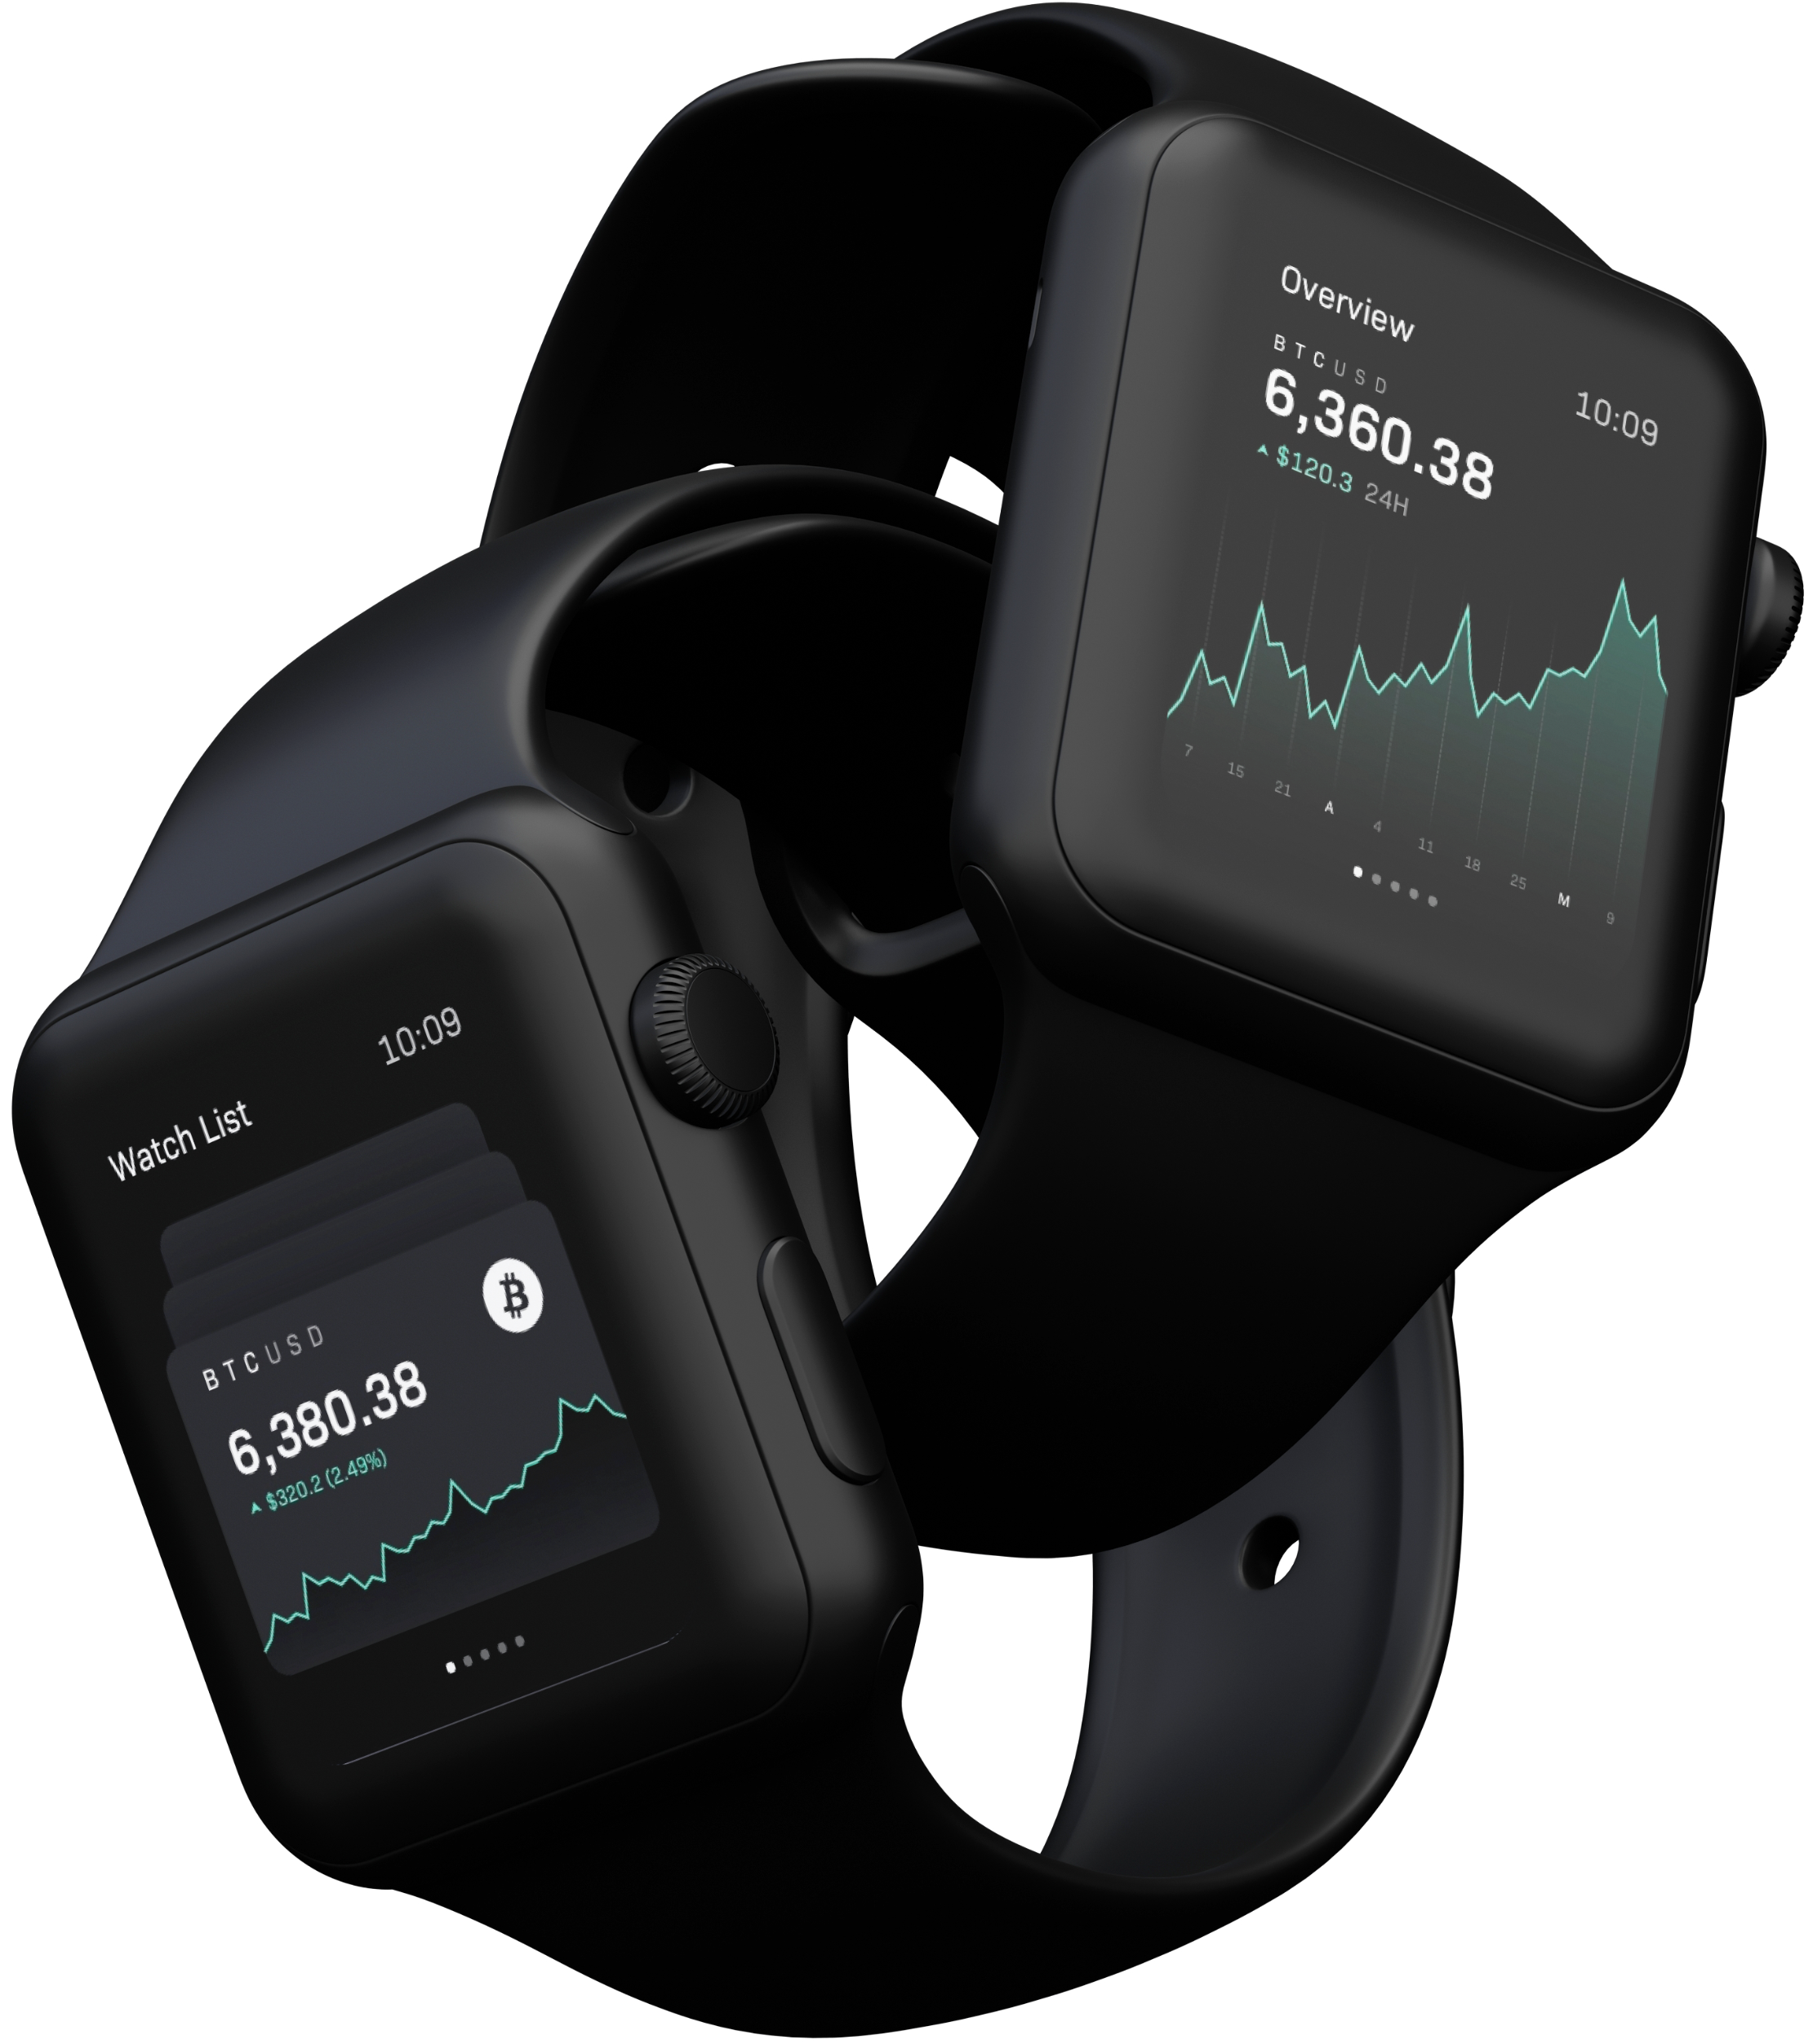 Overview
BTCUSD
10:09
6,360.38
$120.3 24H
7 15 21 A 4 11 18 25 M 9
10:09
Watch List
BTCUSD
6,380.38
$320.2 (2.49%)